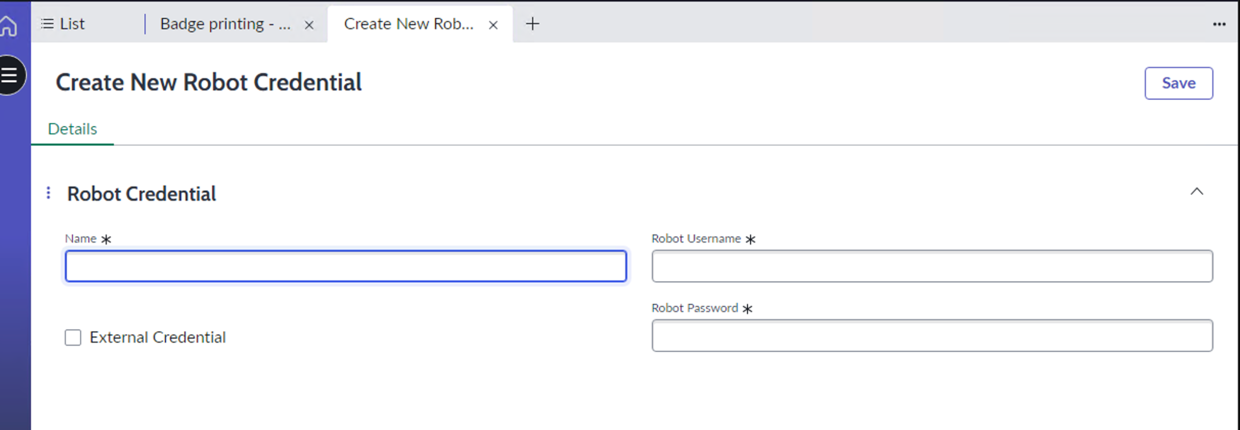 List
Badge printing - ...
Create New Rob...
Create New Robot Credential
Save
Details
Robot Credential
Name *
Robot Username *
Robot Password *
External Credential